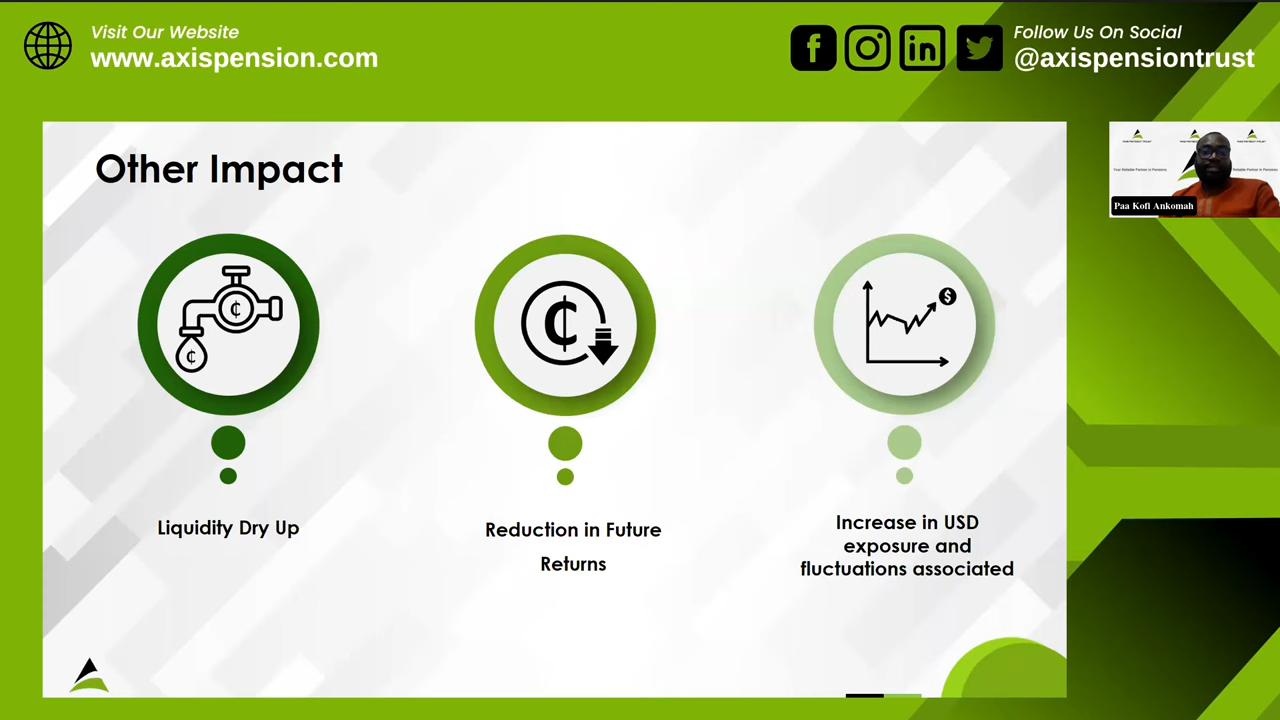 Visit Our Website
www.axispension.com
Follow Us On Social
@axispensiontrust
Other Impact
Liquidity Dry Up
Reduction in Future
Returns
Increase in USD
exposure and
fluctuations associated
Paa Kofi Ankomah